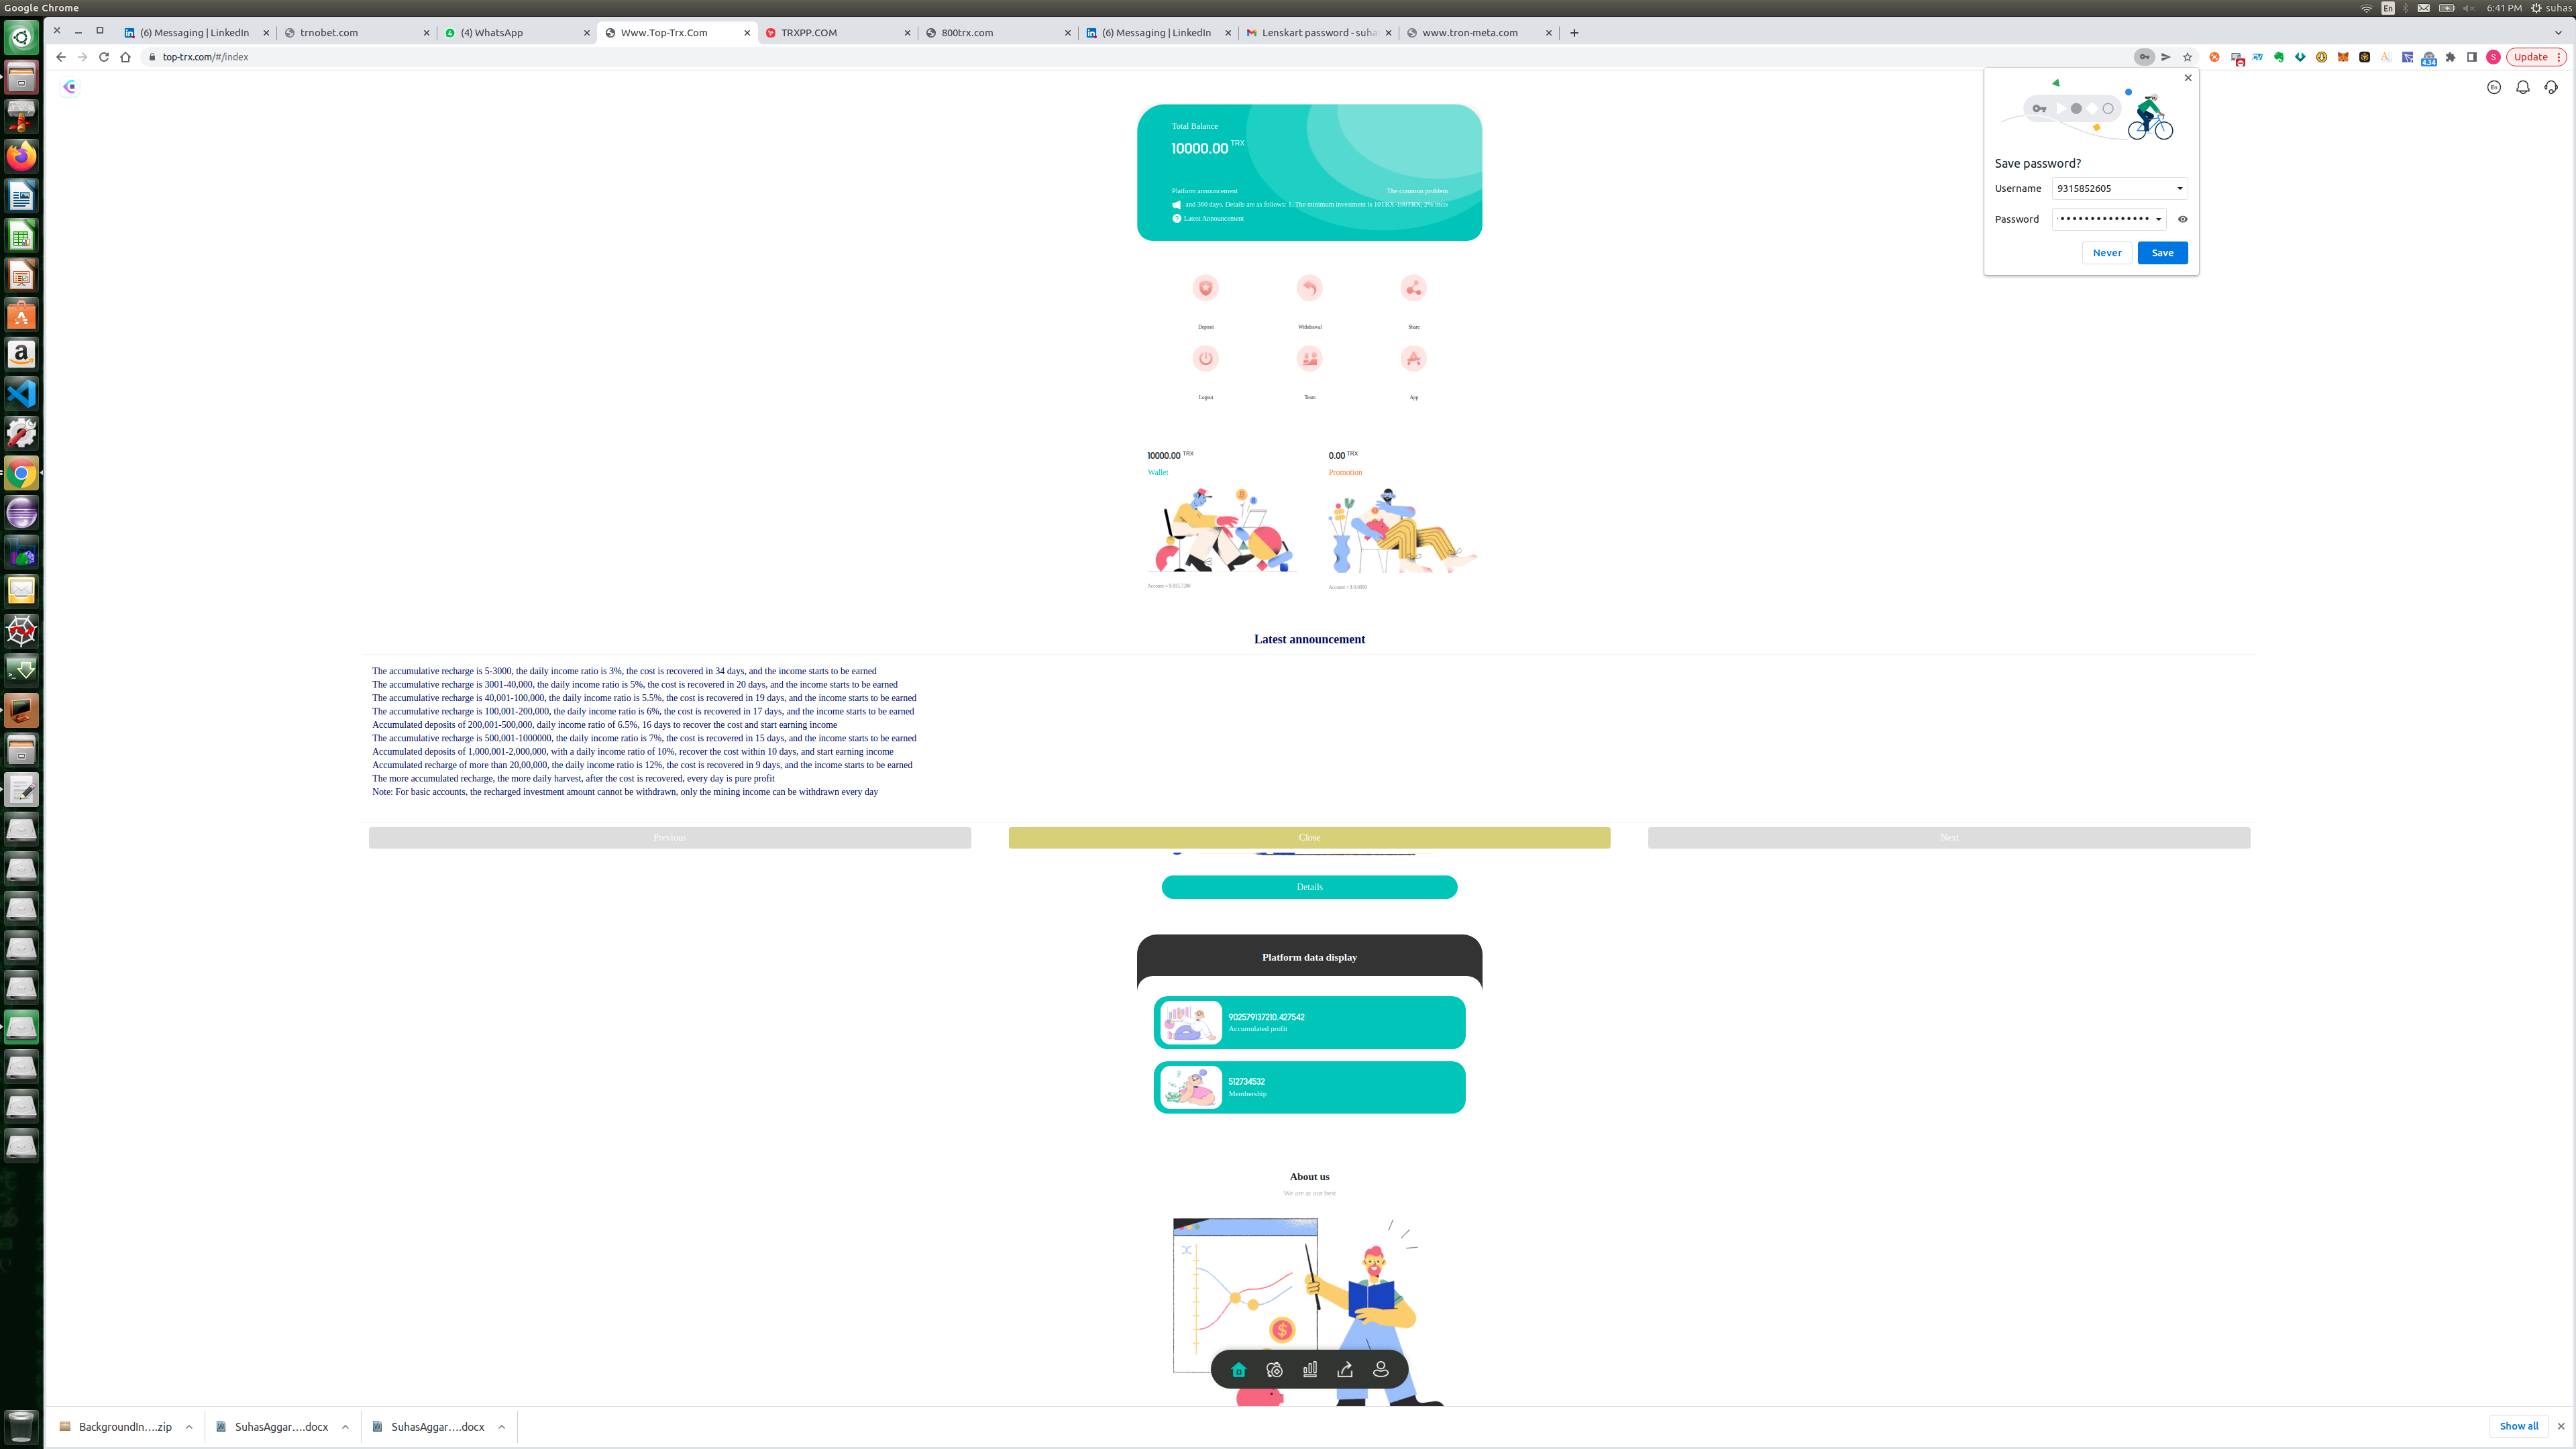 Google Chrome
En
6:41 PM
suhas
(6) Messaging | LinkedIn
trnobet.com
(4) WhatsApp
Www.Top-Trx.Com
TRXPP.COM
800trx.com
(6) Messaging | LinkedIn
Lenskart password - suha
www.tron-meta.com
top-trx.com/#/index
4.34
S
Update
En
Save password?
Username 9315852605
Password ••••••••••••••••
Never
Save
Total Balance
10000.00 TRX
Platform announcement
The common problem
and 360 days. Details are as follows: 1. The minimum investment is 10TRX-100TRX, 2% inco
Latest Announcement
Deposit
Withdrawal
Share
Logout
Team
App
10000.00 TRX
0.00 TRX
Wallet
Promotion
Account ≈ $ 0.0000
Latest announcement
The accumulative recharge is 5-3000, the daily income ratio is 3%, the cost is recovered in 34 days, and the income starts to be earned
The accumulative recharge is 3001-40,000, the daily income ratio is 5%, the cost is recovered in 20 days, and the income starts to be earned
The accumulative recharge is 40,001-100,000, the daily income ratio is 5.5%, the cost is recovered in 19 days, and the income starts to be earned
The accumulative recharge is 100,001-200,000, the daily income ratio is 6%, the cost is recovered in 17 days, and the income starts to be earned
Accumulated deposits of 200,001-500,000, daily income ratio of 6.5%, 16 days to recover the cost and start earning income
The accumulative recharge is 500,001-1000000, the daily income ratio is 7%, the cost is recovered in 15 days, and the income starts to be earned
Accumulated deposits of 1,000,001-2,000,000, with a daily income ratio of 10%, recover the cost within 10 days, and start earning income
Accumulated recharge of more than 20,00,000, the daily income ratio is 12%, the cost is recovered in 9 days, and the income starts to be earned
The more accumulated recharge, the more daily harvest, after the cost is recovered, every day is pure profit
Note: For basic accounts, the recharged investment amount cannot be withdrawn, only the mining income can be withdrawn every day
Previous
Close
Next
Details
Platform data display
902579137210.427542
Accumulated profit
512734532
Membership
About us
We are at our best
BackgroundIn....zip
SuhasAggar....docx
SuhasAggar....docx
Show all